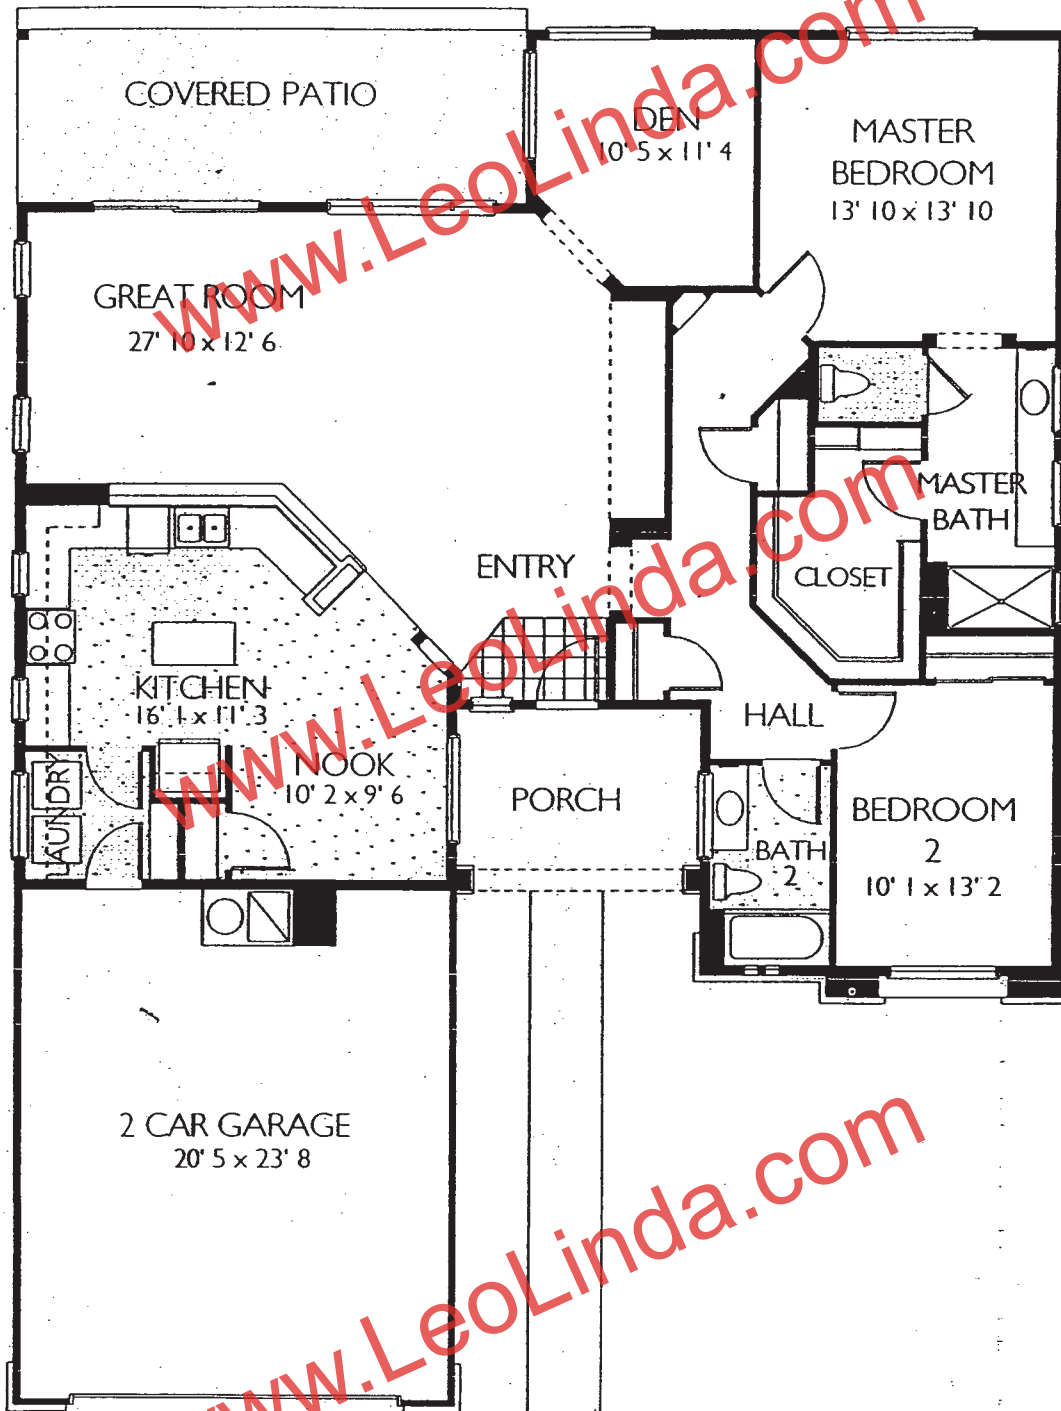 COVERED PATIO
DEN
10' 5 x 11' 4
MASTER
BEDROOM
13' 10 x 13' 10
GREAT ROOM
27' 10 x 12' 6
www.LeoLinda.com
MASTER
BATH
ENTRY
CLOSET
KITCHEN
16' 1 x 11' 3
HALL
NOOK
10' 2 x 9' 6
LAUNDRY
PORCH
BEDROOM
2
10' 1 x 13' 2
BATH
2
www.LeoLinda.com
2 CAR GARAGE
20' 5 x 23' 8
www.LeoLinda.com